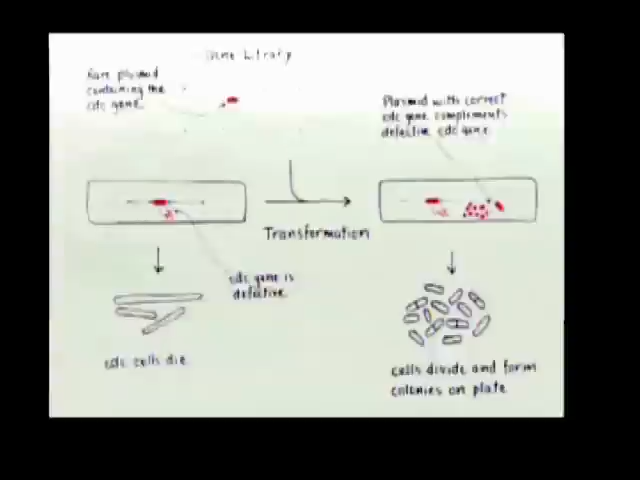 Gene Library
Rare plasmid
containing the
cdc gene.
Plasmid with correct
cdc gene complements
defective cdc gene
Transformation
cdc gene is
defective.
cdc cells die
cells divide and form
colonies on plate